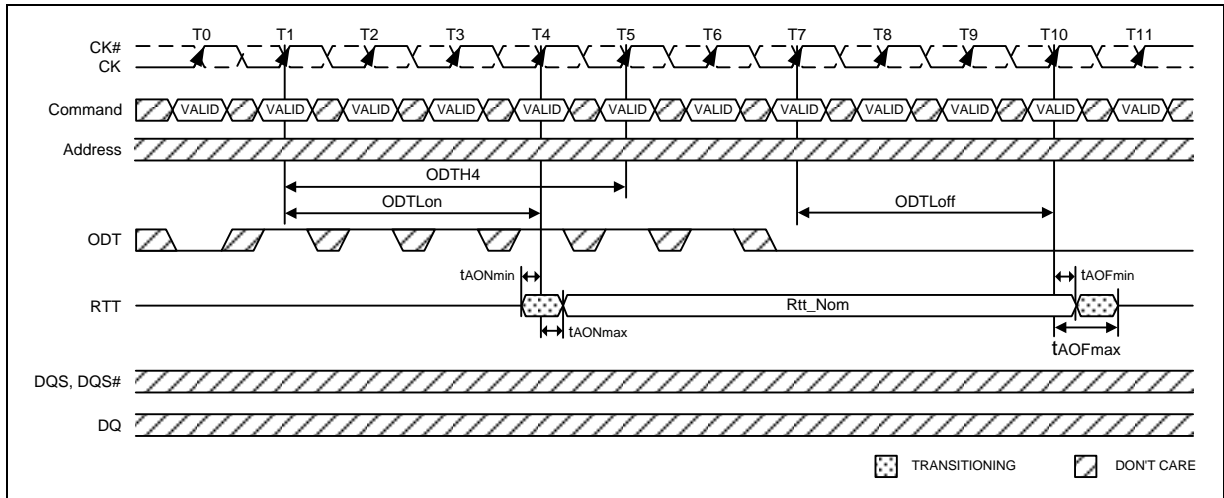 T0 T1 T2 T3 T4 T5 T6 T7 T8 T9 T10 T11
CK#
CK
Command VALID VALID VALID VALID VALID VALID VALID VALID VALID VALID VALID VALID
Address
ODTH4
ODTLon ODTLoff
ODT
tAONmin tAOFmin
RTT Rtt_Nom
tAONmax tAOFmax
DQS, DQS#
DQ
TRANSITIONING DON'T CARE